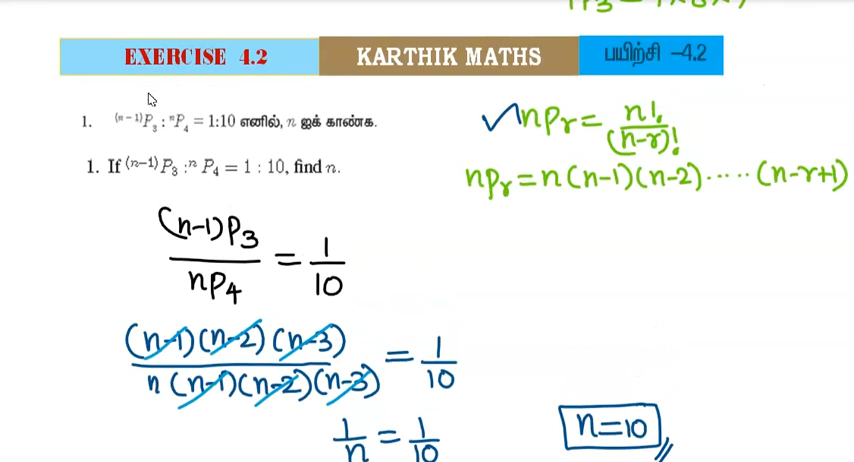 EXERCISE 4.2 KARTHIK MATHS பயிற்சி -4.2
1. ⁽ⁿ⁻¹⁾P₃ : ⁿP₄ = 1:10 எனில், n ஐக் காண்க.
1. If ⁽ⁿ⁻¹⁾P₃ :ⁿ P₄ = 1 : 10, find n.
✓nPr = n!/(n-r)!
nPr = n(n-1)(n-2)·····(n-r+1)
(n-1)P₃/nP₄ = 1/10
(n-1)(n-2)(n-3)/n(n-1)(n-2)(n-3) = 1/10
1/n = 1/10
n=10